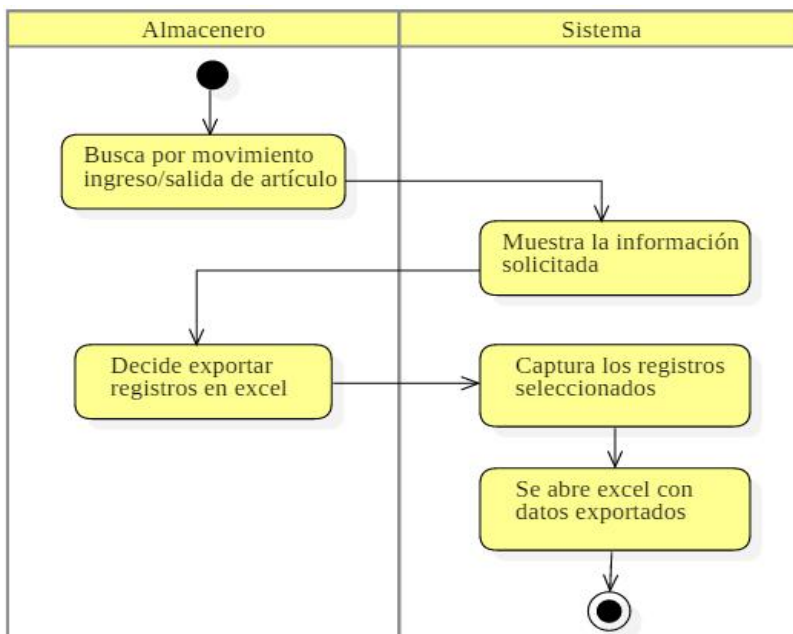 Almacenero
Sistema
Busca por movimiento
ingreso/salida de artículo
Muestra la información
solicitada
Decide exportar
registros en excel
Captura los registros
seleccionados
Se abre excel con
datos exportados